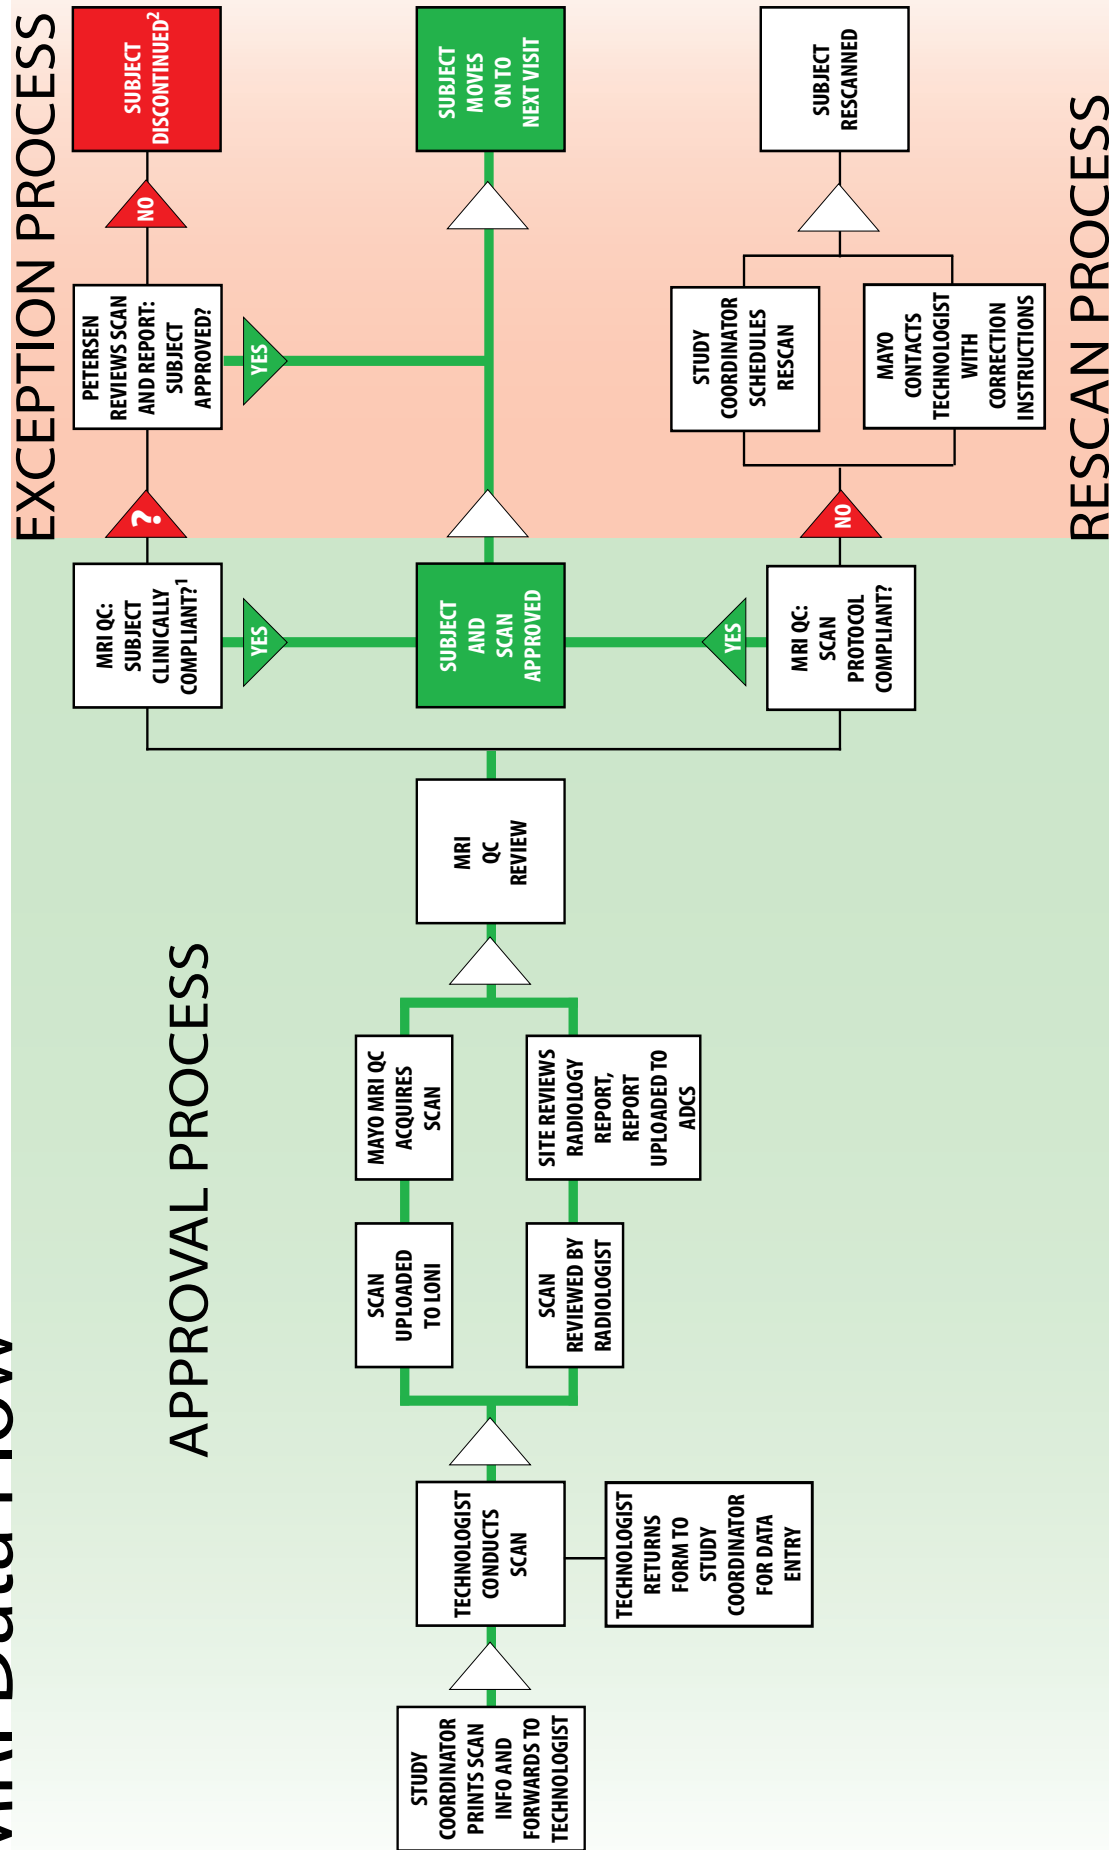 MRI Data Flow
APPROVAL PROCESS
EXCEPTION PROCESS
STUDY
COORDINATOR
PRINTS SCAN
INFO AND
FORWARDS TO
TECHNOLOGIST
TECHNOLOGIST
CONDUCTS
SCAN
TECHNOLOGIST
RETURNS
FORM TO
STUDY
COORDINATOR
FOR DATA
ENTRY
SCAN
UPLOADED
TO LONI
MAYO MRI QC
ACQUIRES
SCAN
SCAN
REVIEWED BY
RADIOLOGIST
SITE REVIEWS
RADIOLOGY
REPORT,
REPORT
UPLOADED TO
ADCS
MRI
QC
REVIEW
MRI QC:
SUBJECT
CLINICALLY
COMPLIANT?1
?
YES
PETERSEN
REVIEWS SCAN
AND REPORT:
SUBJECT
APPROVED?
NO
YES
SUBJECT
DISCONTINUED2
SUBJECT
AND
SCAN
APPROVED
SUBJECT
MOVES
ON TO
NEXT VISIT
YES
MRI QC:
SCAN
PROTOCOL
COMPLIANT?
NO
STUDY
COORDINATOR
SCHEDULES
RESCAN
MAYO
CONTACTS
TECHNOLOGIST
WITH
CORRECTION
INSTRUCTIONS
SUBJECT
RESCANNED
RESCAN PROCESS